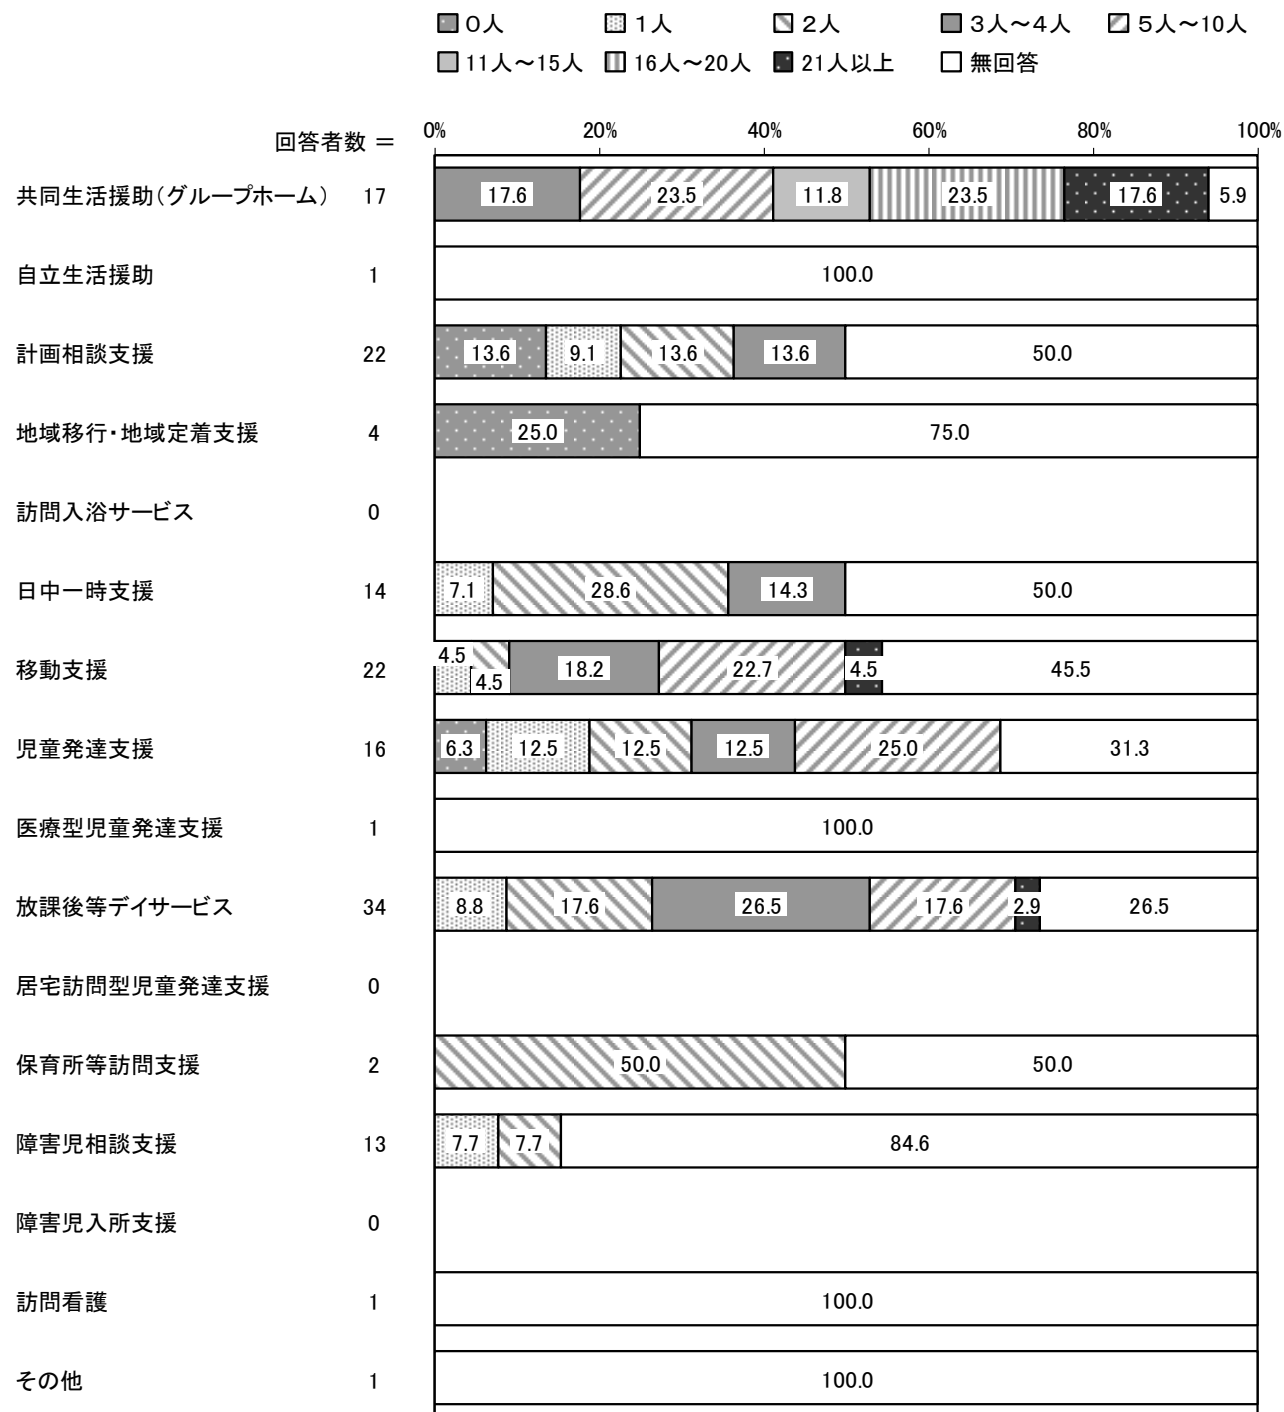 ０人 １人 ２人 ３人～４人 ５人～10人
11人～15人 16人～20人 21人以上 無回答
回答者数 ＝ 0% 20% 40% 60% 80% 100%
共同生活援助（グループホーム） 17 17.6 23.5 11.8 23.5 17.6 5.9
自立生活援助 1 100.0
計画相談支援 22 13.6 9.1 13.6 13.6 50.0
地域移行・地域定着支援 4 25.0 75.0
訪問入浴サービス 0
日中一時支援 14 7.1 28.6 14.3 50.0
移動支援 22 4.5 4.5 18.2 22.7 4.5 45.5
児童発達支援 16 6.3 12.5 12.5 12.5 25.0 31.3
医療型児童発達支援 1 100.0
放課後等デイサービス 34 8.8 17.6 26.5 17.6 2.9 26.5
居宅訪問型児童発達支援 0
保育所等訪問支援 2 50.0 50.0
障害児相談支援 13 7.7 7.7 84.6
障害児入所支援 0
訪問看護 1 100.0
その他 1 100.0